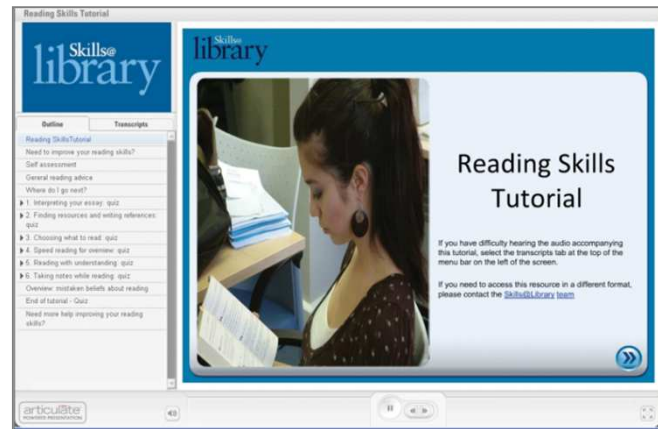 Reading Skills Tutorial
Skills@
library
Outline
Transcripts
Reading SkillsTutorial
Need to improve your reading skills?
Self assessment
General reading advice
Where do I go next?
1. Interpreting your essay: quiz
2. Finding resources and writing references:
quiz
3. Choosing what to read: quiz
4. Speed reading for overview: quiz
5. Reading with understanding: quiz
6. Taking notes while reading: quiz
Overview: mistaken beliefs about reading
End of tutorial - Quiz
Need more help improving your reading
skills?
Skills@
library
Reading Skills
Tutorial
If you have difficulty hearing the audio accompanying
this tutorial, select the transcripts tab at the top of the
menu bar on the left of the screen.
If you need to access this resource in a different format,
please contact the Skills@Library team
articulate
POWERED PRESENTATION